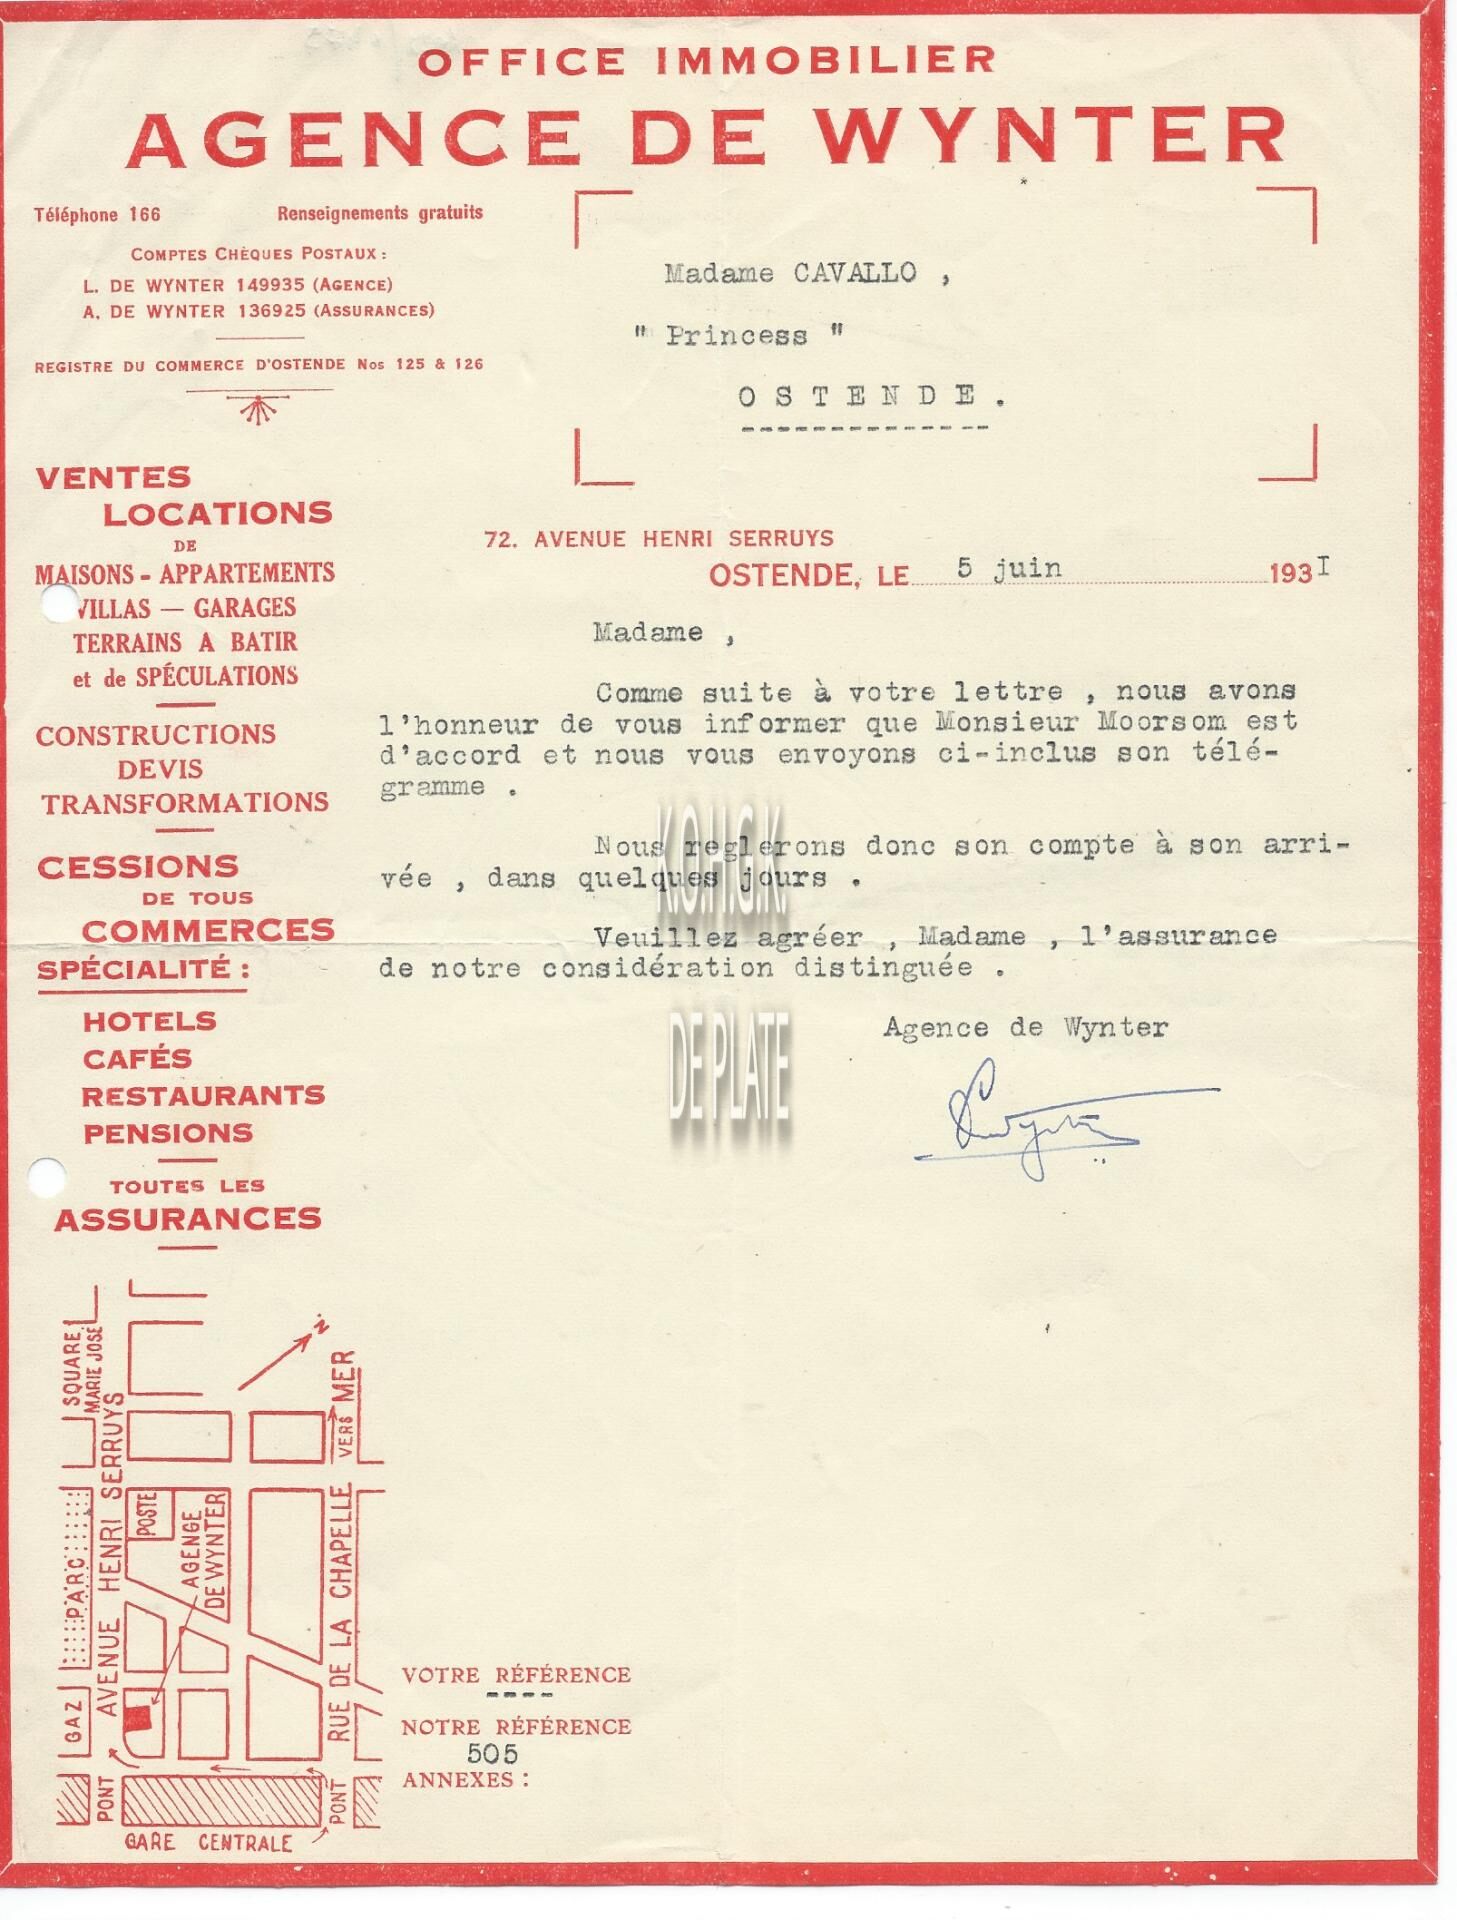 OFFICE IMMOBILIER
AGENCE DE WYNTER
Téléphone 166 Renseignements gratuits
COMPTES CHÈQUES POSTAUX :
L. DE WYNTER 149935 (AGENCE)
A. DE WYNTER 136925 (ASSURANCES)
REGISTRE DU COMMERCE D'OSTENDE Nos 125 & 126
Madame CAVALLO ,
" Princess "
O S T E N D E .
VENTES
LOCATIONS
DE
MAISONS - APPARTEMENTS
VILLAS — GARAGES
TERRAINS A BATIR
et de SPÉCULATIONS
CONSTRUCTIONS
DEVIS
TRANSFORMATIONS
CESSIONS
DE TOUS
COMMERCES
SPÉCIALITÉ :
HOTELS
CAFÉS
RESTAURANTS
PENSIONS
TOUTES LES
ASSURANCES
72. AVENUE HENRI SERRUYS
OSTENDE, LE 5 juin 193I
Madame ,
Comme suite à votre lettre , nous avons
l'honneur de vous informer que Monsieur Moorsom est
d'accord et nous vous envoyons ci-inclus son télé-
gramme .
Nous reglerons donc son compte à son arri-
vée , dans quelques jours .
Veuillez agréer , Madame , l'assurance
de notre considération distinguée .
Agence de Wynter
K.O.H.G.K.
DE PLATE
SQUARE
MARIE JOSÉ
AVENUE HENRI SERRUYS
N
VERS MER
POSTE
AGENGE
DE WYNTER
PARC
RUE DE LA CHAPELLE
GAZ
PONT
PONT
GARE CENTRALE
VOTRE RÉFÉRENCE
----
NOTRE RÉFÉRENCE
505
ANNEXES :